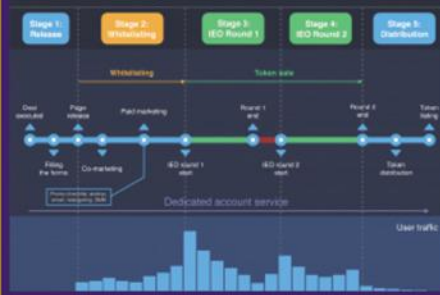 Stage 1:
Release
Stage 2:
Whitelisting
Stage 3:
IEO Round 1
Stage 4:
IEO Round 2
Stage 5:
Distribution
Whitelisting
Token sale
Deal
executed
Page
release
Paid marketing
Round 1
end
Round 2
end
Token
listing
Filling
the forms
Co-marketing
IEO round 1
start
IEO round 2
start
Token
distribution
Dedicated account service
User traffic